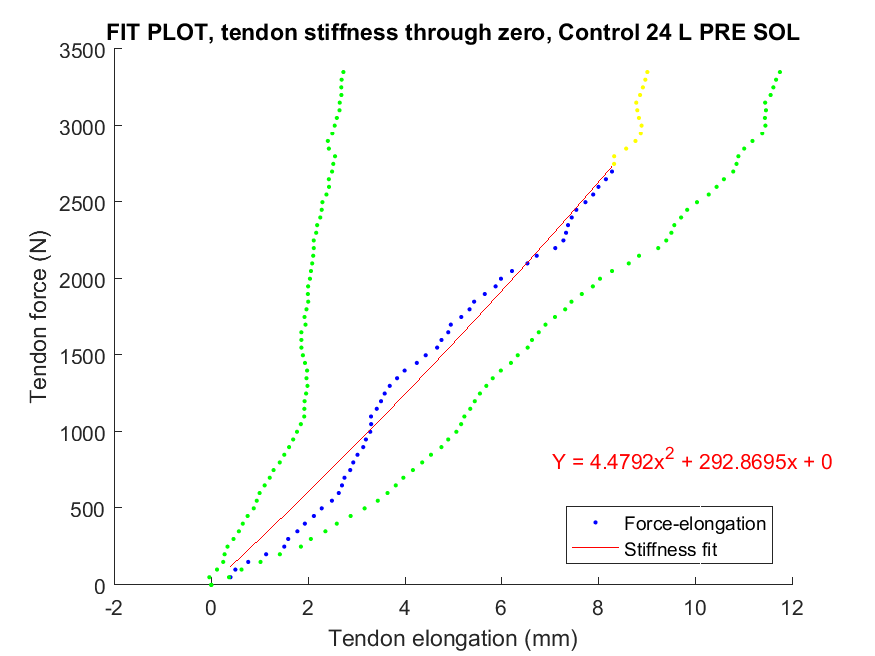 FIT PLOT, tendon stiffness through zero, Control 24 L PRE SOL
3500
3000
2500
2000
1500
1000
500
0
Tendon force (N)
Y = 4.4792x² + 292.8695x + 0
Force-elongation
Stiffness fit
-2 0 2 4 6 8 10 12
Tendon elongation (mm)